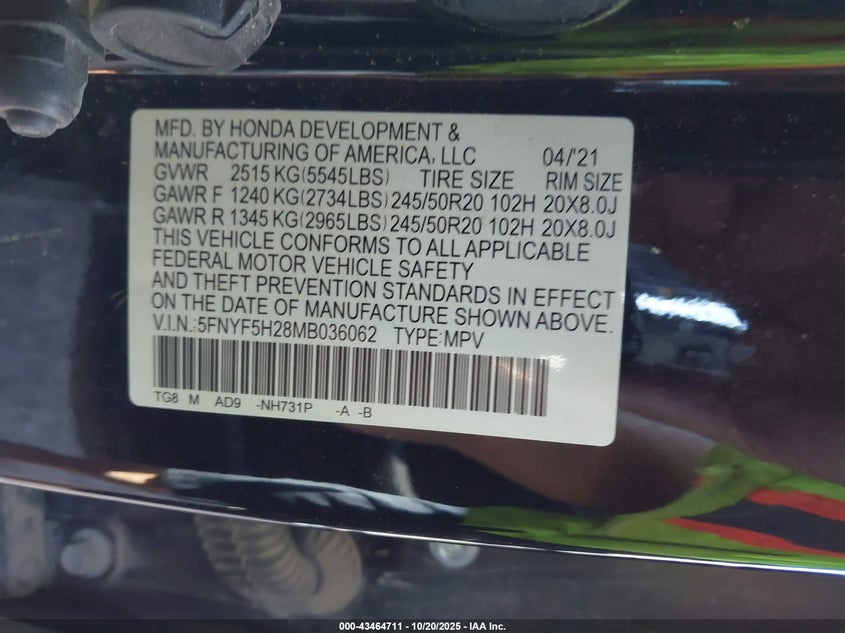 MFD. BY HONDA DEVELOPMENT &
MANUFACTURING OF AMERICA, LLC 04/'21
GVWR 2515 KG(5545LBS) TIRE SIZE RIM SIZE
GAWR F 1240 KG(2734LBS) 245/50R20 102H 20X8.0J
GAWR R 1345 KG(2965LBS) 245/50R20 102H 20X8.0J
THIS VEHICLE CONFORMS TO ALL APPLICABLE
FEDERAL MOTOR VEHICLE SAFETY
AND THEFT PREVENTION STANDARDS IN EFFECT
ON THE DATE OF MANUFACTURE SHOWN ABOVE.
V.I.N.:5FNYF5H28MB036062 TYPE:MPV
TG8 M AD9 -NH731P -A -B
000-43464711 - 10/20/2025 - IAA Inc.